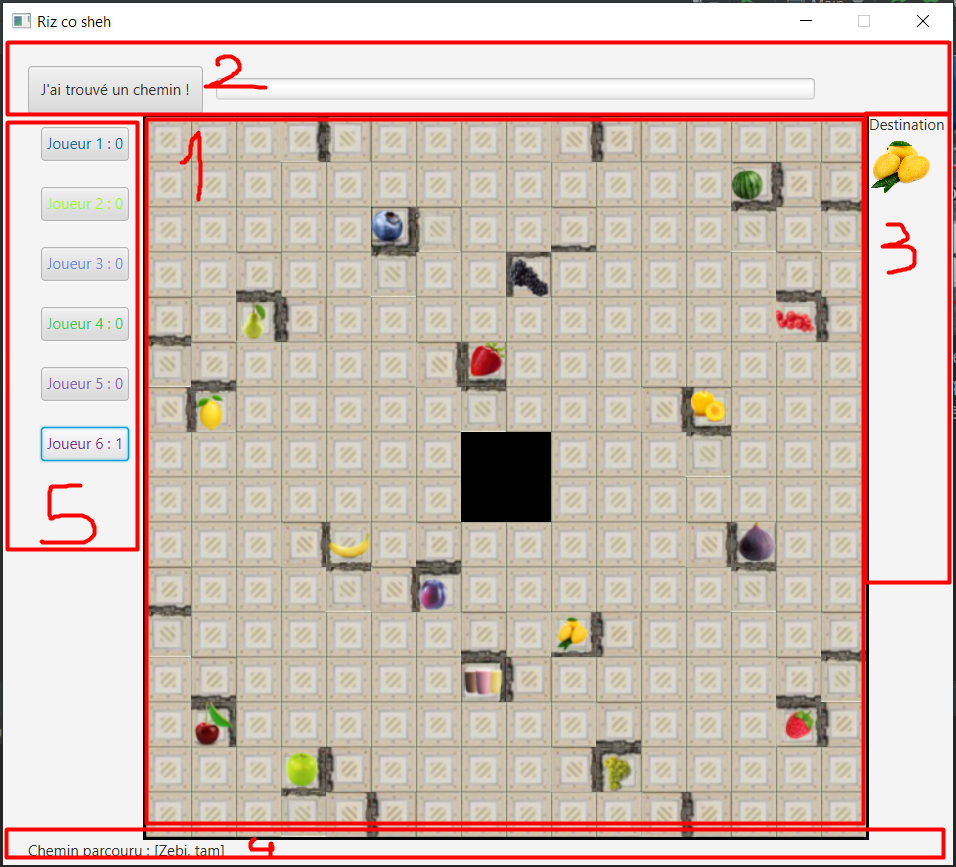 Riz co sheh
J'ai trouvé un chemin !
2
Joueur 1 : 0
1
Destination
Joueur 2 : 0
3
Joueur 3 : 0
Joueur 4 : 0
Joueur 5 : 0
Joueur 6 : 1
5
Chemin parcouru : [Zebi, tam]
4